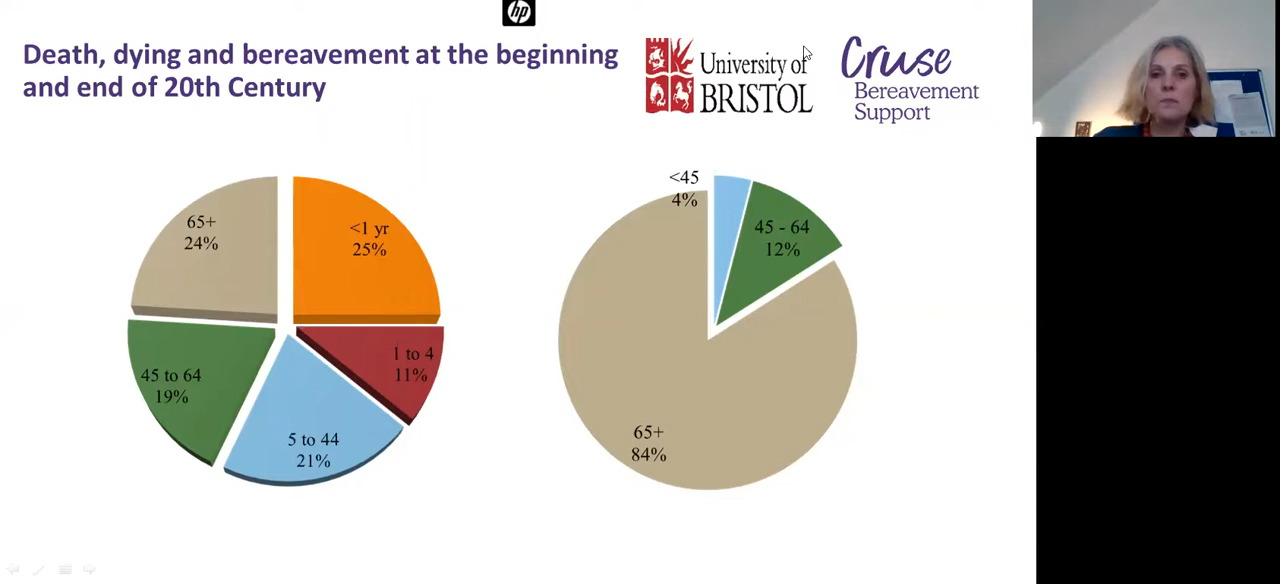 hp
Death, dying and bereavement at the beginning
and end of 20th Century
University of
BRISTOL
Cruse
Bereavement
Support
65+
24%
<1 yr
25%
1 to 4
11%
45 to 64
19%
5 to 44
21%
<45
4%
45 - 64
12%
65+
84%